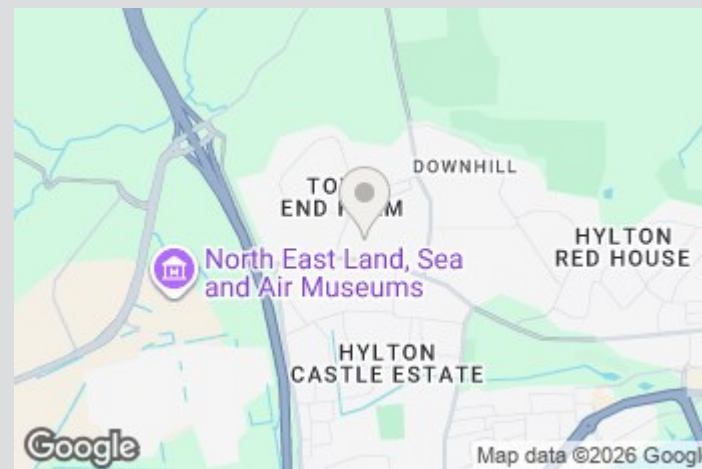 DOWNHILL
END
HYLTON
RED HOUSE
North East Land, Sea
and Air Museums
HYLTON
CASTLE ESTATE
Google
Map data ©2026 Google